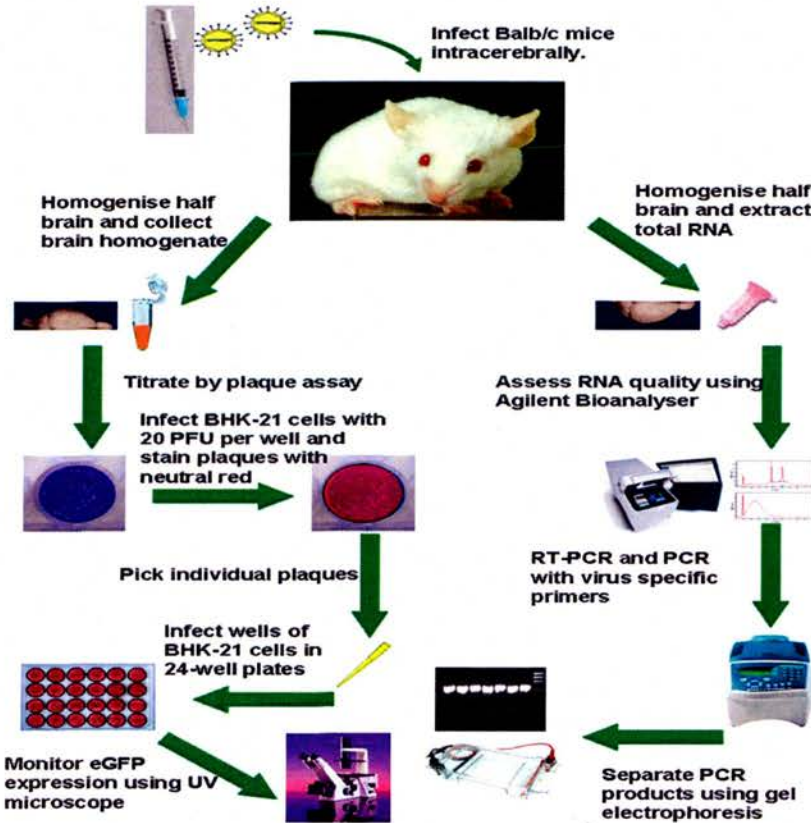 Infect Balb/c mice
intracerebrally.
Homogenise half
brain and collect
brain homogenate
Homogenise half
brain and extract
total RNA
Titrate by plaque assay
Assess RNA quality using
Agilent Bioanalyser
Infect BHK-21 cells with
20 PFU per well and
stain plaques with
neutral red
RT-PCR and PCR
with virus specific
primers
Pick individual plaques
Infect wells of
BHK-21 cells in
24-well plates
Monitor eGFP
expression using UV
microscope
Separate PCR
products using gel
electrophoresis